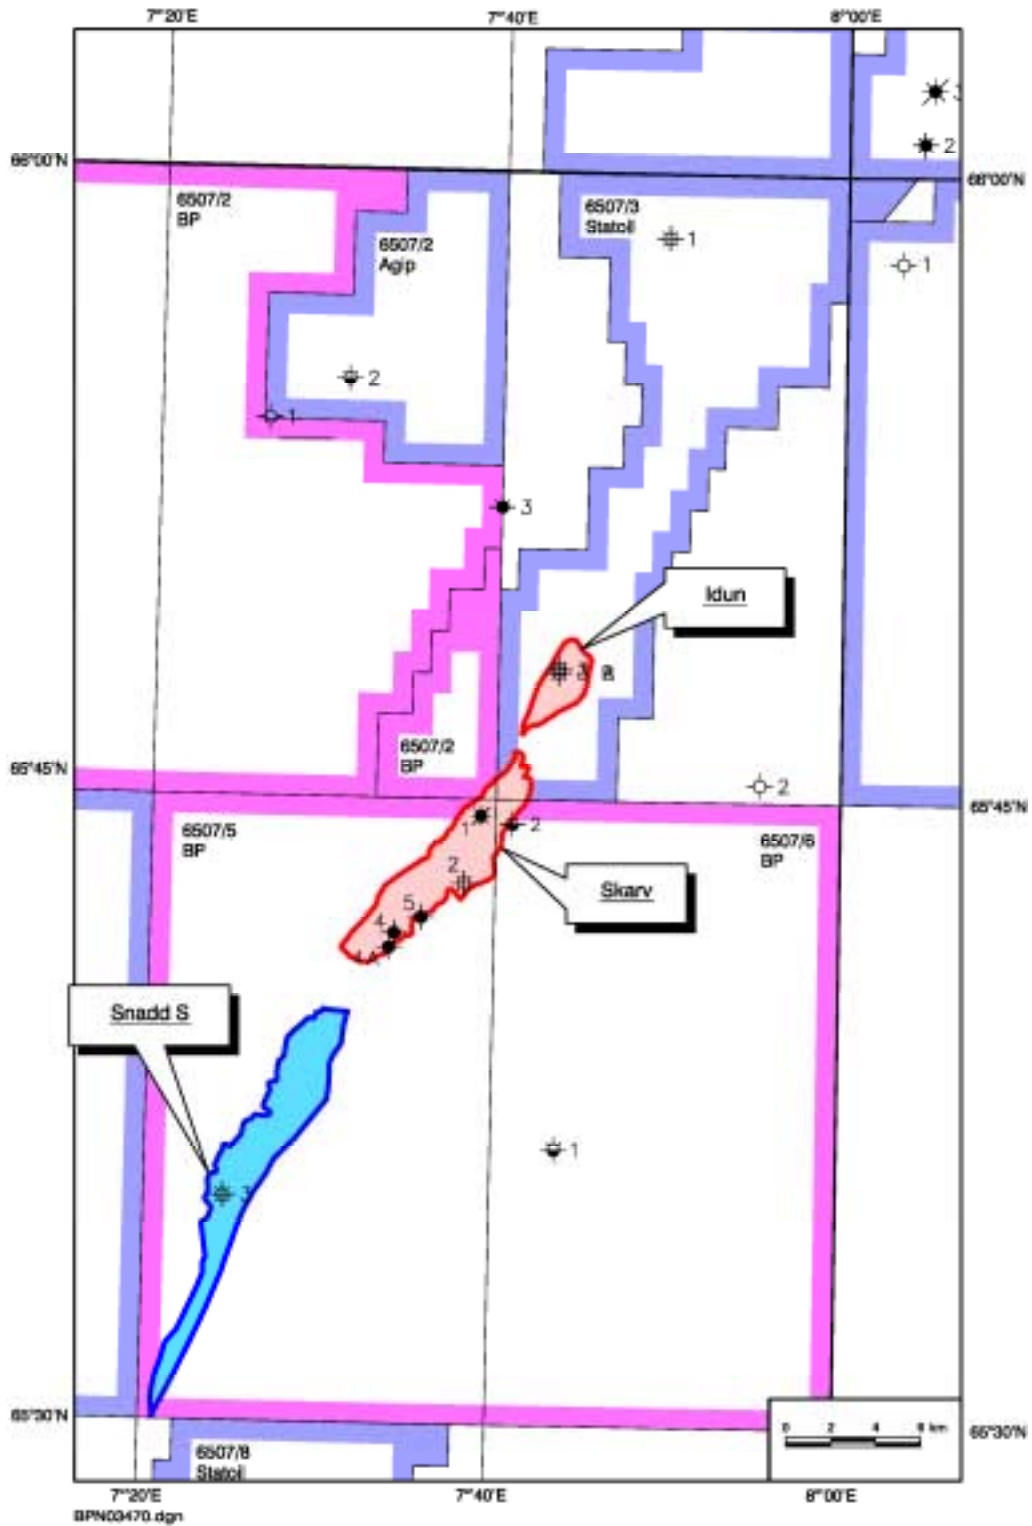 7°20'E
7°40'E
8°00'E
3
2
66°00'N
66°00'N
6507/2
BP
6507/3
Statoil
1
6507/2
Agip
1
2
1
3
Idun
6507/2
BP
65°45'N
2
65°45'N
6507/5
BP
1
2
6507/6
BP
2
Skarv
5
4
Snadd S
1
3
65°30'N
65°30'N
0 2 4 6 km
6507/8
Statoil
7°20'E
7°40'E
8°00'E
BPN03470.dgn